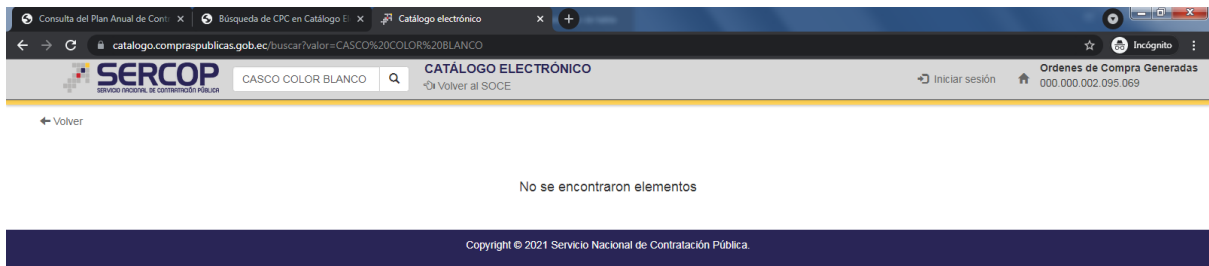 Consulta del Plan Anual de Cont
Búsqueda de CPC en Catálogo El
Catálogo electrónico
catalogo.compraspublicas.gob.ec/buscar?valor=CASCO%20COLOR%20BLANCO
Incógnito
SERCOP
SERVICIO NACIONAL DE CONTRATACIÓN PÚBLICA
CASCO COLOR BLANCO
CATÁLOGO ELECTRÓNICO
Volver al SOCE
Iniciar sesión
Ordenes de Compra Generadas
000.000.002.095.069
Volver
No se encontraron elementos
Copyright © 2021 Servicio Nacional de Contratación Pública.